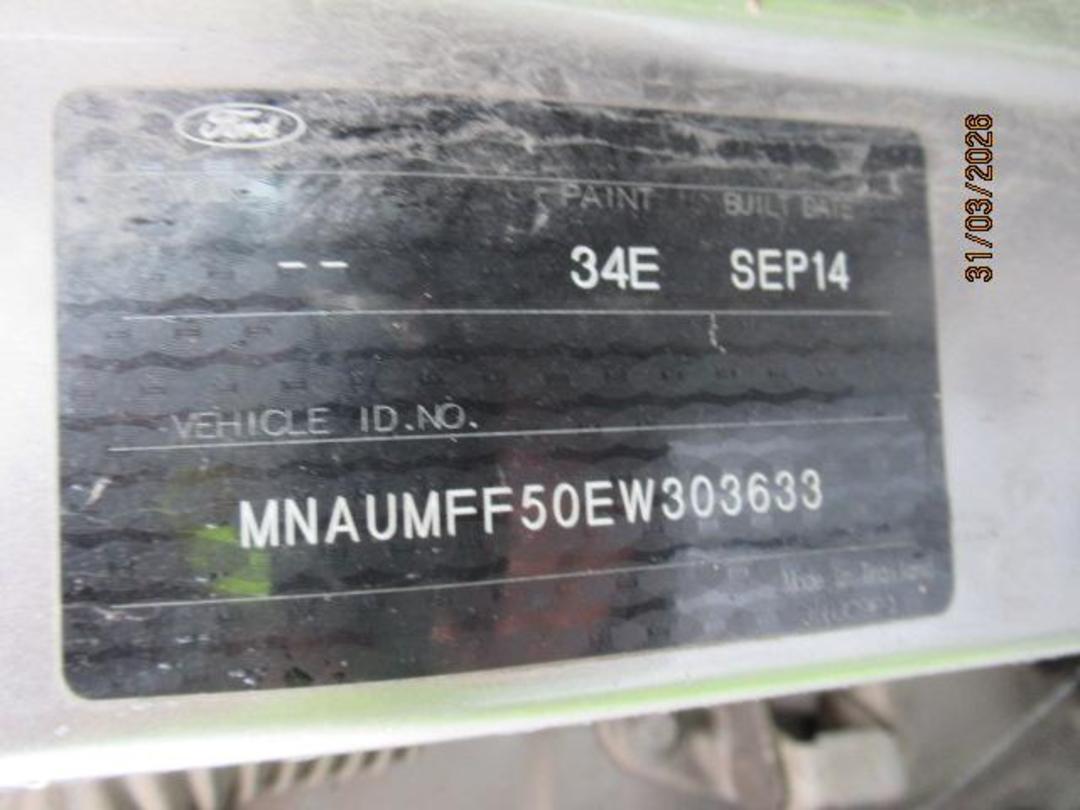 Ford
PAINT BUILT DATE
-- 34E SEP14
VEHICLE ID.NO.
MNAUMFF50EW303633
Made In Thailand
31/03/2026